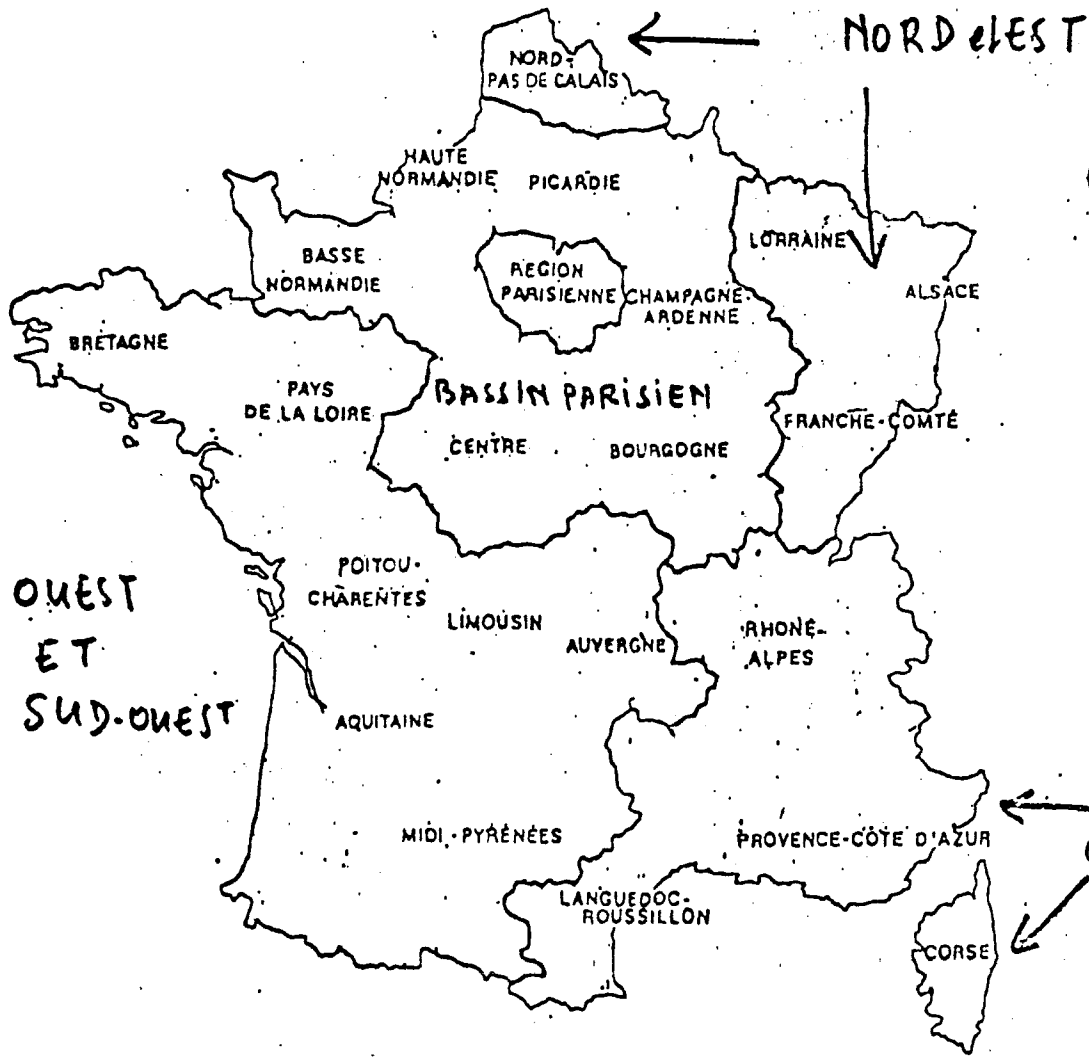 NORD et EST
NORD-
PAS DE CALAIS
HAUTE
NORMANDIE
PICARDIE
LORRAINE
BASSE
NORMANDIE
REGION
PARISIENNE
CHAMPAGNE-
ARDENNE
ALSACE
BRETAGNE
PAYS
DE LA LOIRE
BASSIN PARISIEN
FRANCHE-COMTÉ
CENTRE
BOURGOGNE
OUEST
ET
SUD-OUEST
POITOU-
CHARENTES
LIMOUSIN
AUVERGNE
RHONE-
ALPES
AQUITAINE
MIDI-PYRÉNÉES
PROVENCE-CÔTE D'AZUR
LANGUEDOC-
ROUSSILLON
CORSE